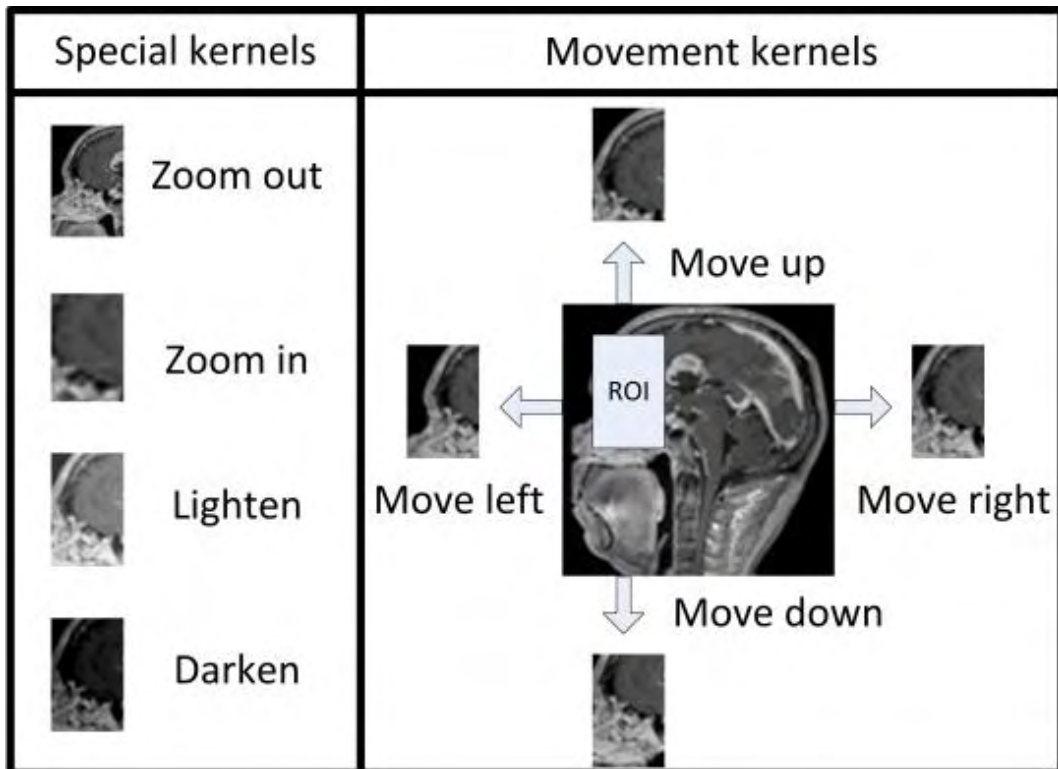 Special kernels
Movement kernels
Zoom out
Zoom in
Lighten
Darken
Move up
ROI
Move left
Move right
Move down